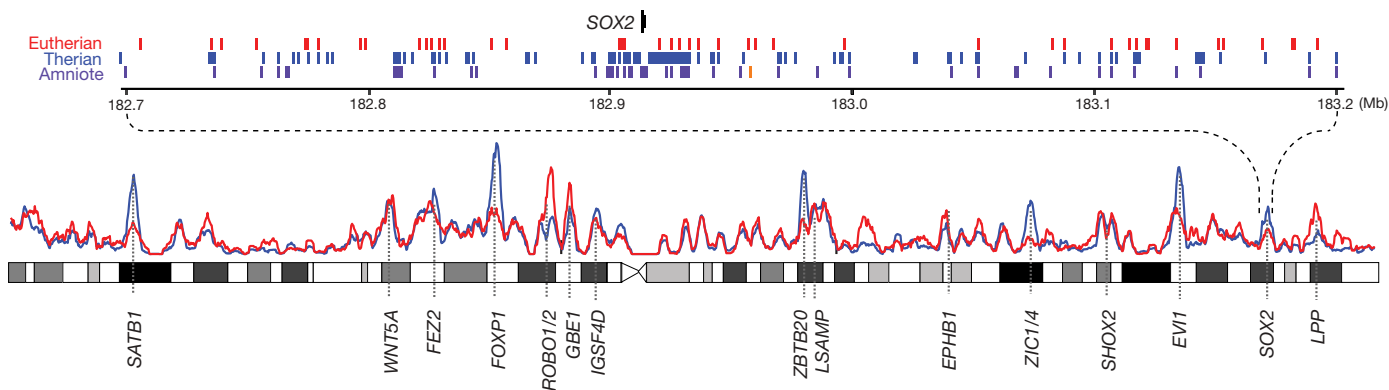 SOX2
Eutherian
Therian
Amniote
182.7 182.8 182.9 183.0 183.1 183.2 (Mb)
SATB1
WNT5A
FEZ2
FOXP1
ROBO1/2
GBE1
IGSF4D
ZBTB20
LSAMP
EPHB1
ZIC1/4
SHOX2
EVI1
SOX2
LPP